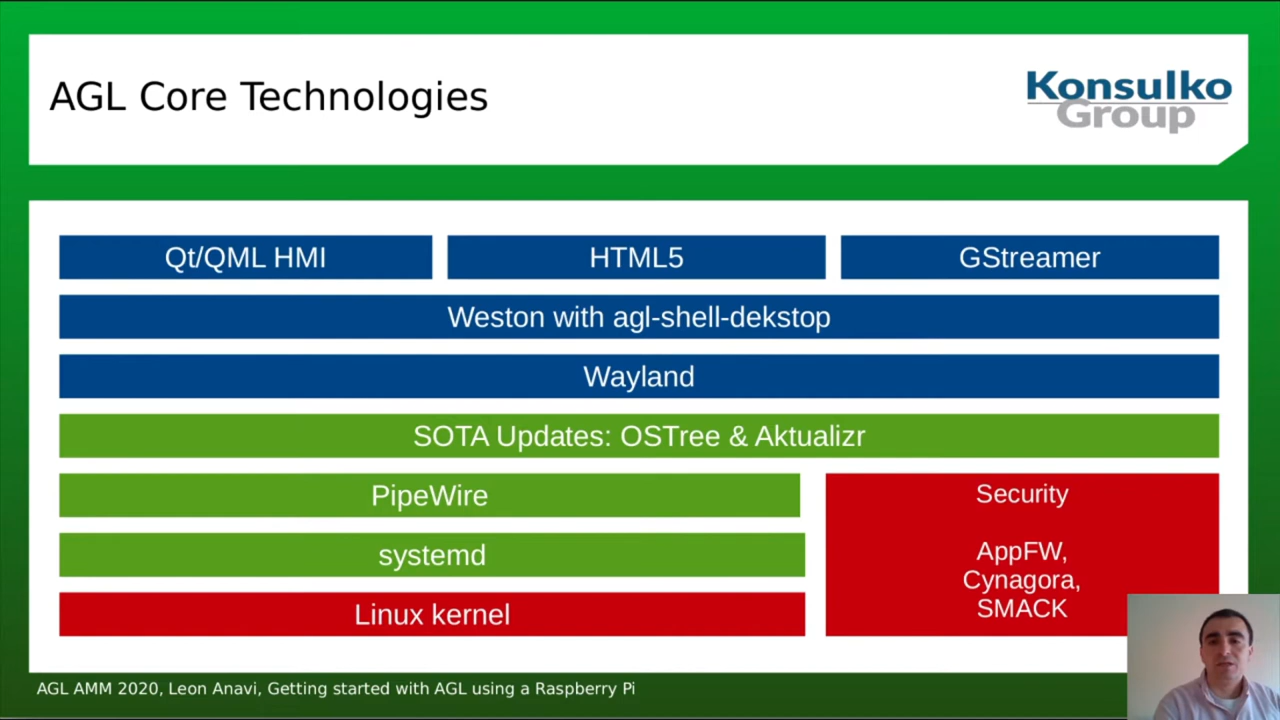 AGL Core Technologies
Konsulko
Group
Qt/QML HMI
HTML5
GStreamer
Weston with agl-shell-dekstop
Wayland
SOTA Updates: OSTree & Aktualizr
PipeWire
systemd
Linux kernel
Security
AppFW,
Cynagora,
SMACK
AGL AMM 2020, Leon Anavi, Getting started with AGL using a Raspberry Pi